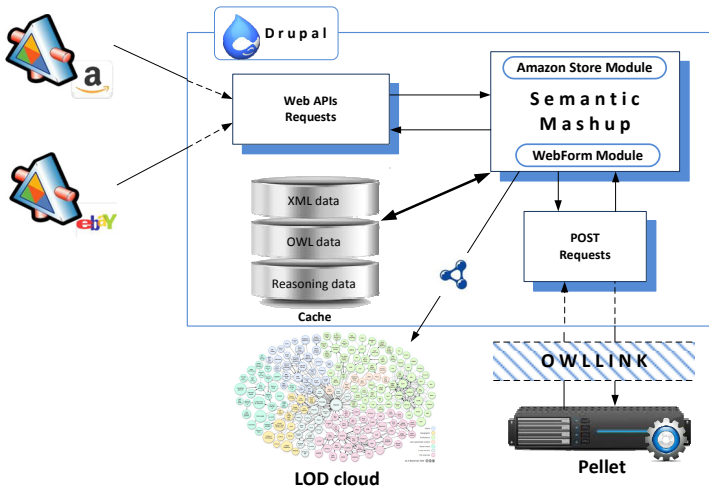 Drupal
Amazon Store Module
Web APIs
Requests
Semantic
Mashup
a
WebForm Module
ebaY
XML data
OWL data
Reasoning data
Cache
POST
Requests
OWLLINK
LOD cloud
Pellet